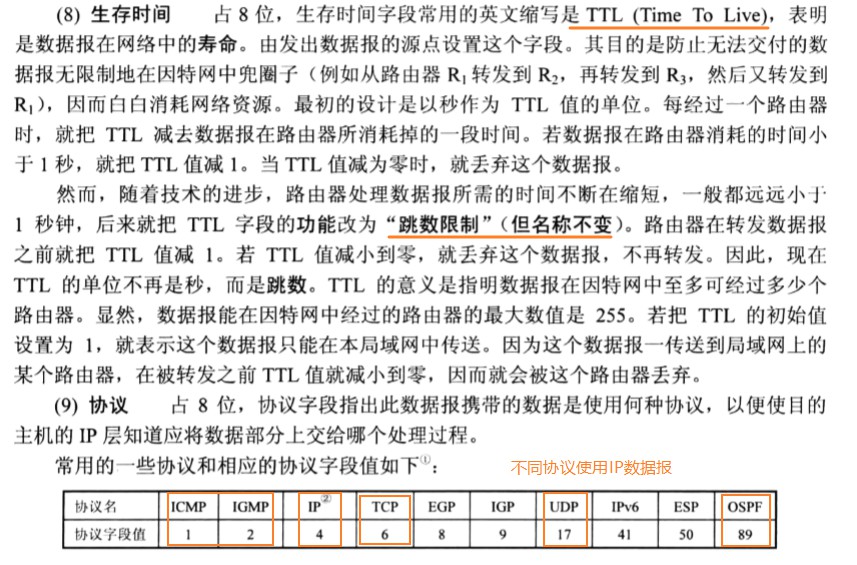 (8) 生存时间 占 8 位，生存时间字段常用的英文缩写是 TTL (Time To Live)，表明
是数据报在网络中的寿命。由发出数据报的源点设置这个字段。其目的是防止无法交付的数
据报无限制地在因特网中兜圈子（例如从路由器 R₁ 转发到 R₂，再转发到 R₃，然后又转发到
R₁），因而白白消耗网络资源。最初的设计是以秒作为 TTL 值的单位。每经过一个路由器
时，就把 TTL 减去数据报在路由器所消耗掉的一段时间。若数据报在路由器消耗的时间小
于 1 秒，就把 TTL 值减 1。当 TTL 值减为零时，就丢弃这个数据报。
然而，随着技术的进步，路由器处理数据报所需的时间不断在缩短，一般都远远小于
1 秒钟，后来就把 TTL 字段的功能改为“跳数限制”（但名称不变）。路由器在转发数据报
之前就把 TTL 值减 1。若 TTL 值减小到零，就丢弃这个数据报，不再转发。因此，现在
TTL 的单位不再是秒，而是跳数。TTL 的意义是指明数据报在因特网中至多可经过多少个
路由器。显然，数据报能在因特网中经过的路由器的最大数值是 255。若把 TTL 的初始值
设置为 1，就表示这个数据报只能在本局域网中传送。因为这个数据报一传送到局域网上的
某个路由器，在被转发之前 TTL 值就减小到零，因而就会被这个路由器丢弃。
(9) 协议 占 8 位，协议字段指出此数据报携带的数据是使用何种协议，以便使目的
主机的 IP 层知道应将数据部分上交给哪个处理过程。
常用的一些协议和相应的协议字段值如下①： 不同协议使用IP数据报
协议名 ICMP IGMP IP② TCP EGP IGP UDP IPv6 ESP OSPF
协议字段值 1 2 4 6 8 9 17 41 50 89